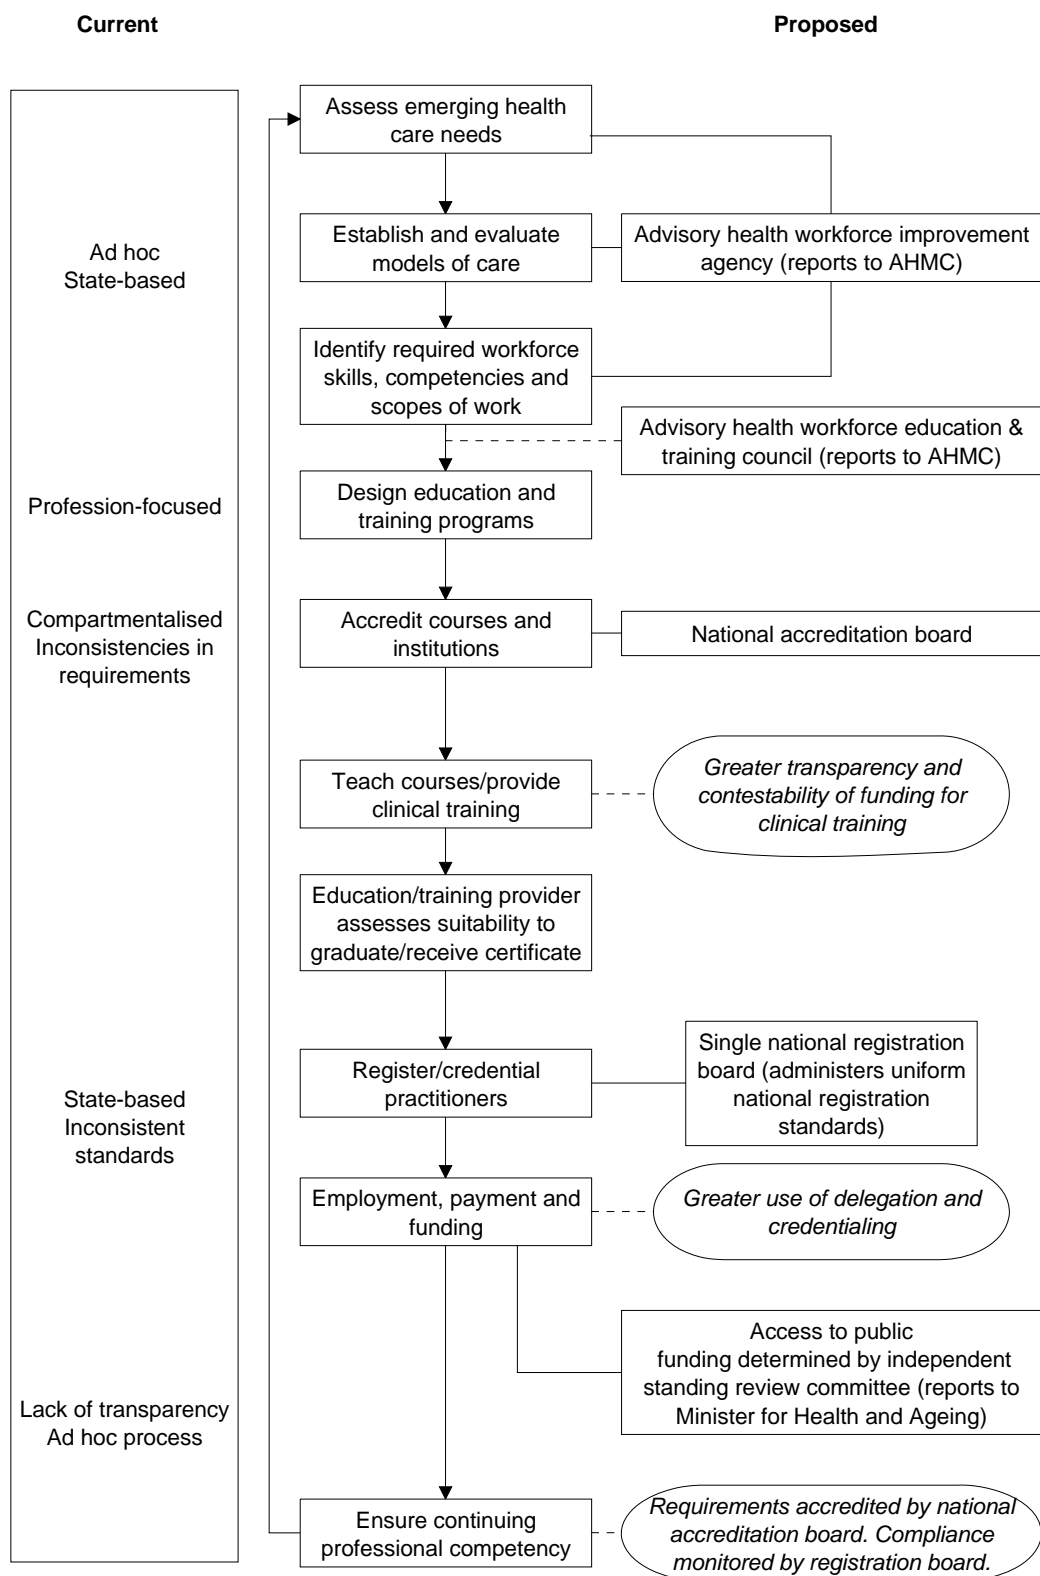 Current
Proposed
Assess emerging health
care needs
Ad hoc
State-based
Establish and evaluate
models of care
Advisory health workforce improvement
agency (reports to AHMC)
Identify required workforce
skills, competencies and
scopes of work
Advisory health workforce education &
training council (reports to AHMC)
Profession-focused
Design education and
training programs
Compartmentalised
Inconsistencies in
requirements
Accredit courses and
institutions
National accreditation board
Teach courses/provide
clinical training
Greater transparency and
contestability of funding for
clinical training
Education/training provider
assesses suitability to
graduate/receive certificate
State-based
Inconsistent
standards
Register/credential
practitioners
Single national registration
board (administers uniform
national registration
standards)
Employment, payment and
funding
Greater use of delegation and
credentialing
Access to public
funding determined by independent
standing review committee (reports to
Minister for Health and Ageing)
Lack of transparency
Ad hoc process
Ensure continuing
professional competency
Requirements accredited by national
accreditation board. Compliance
monitored by registration board.